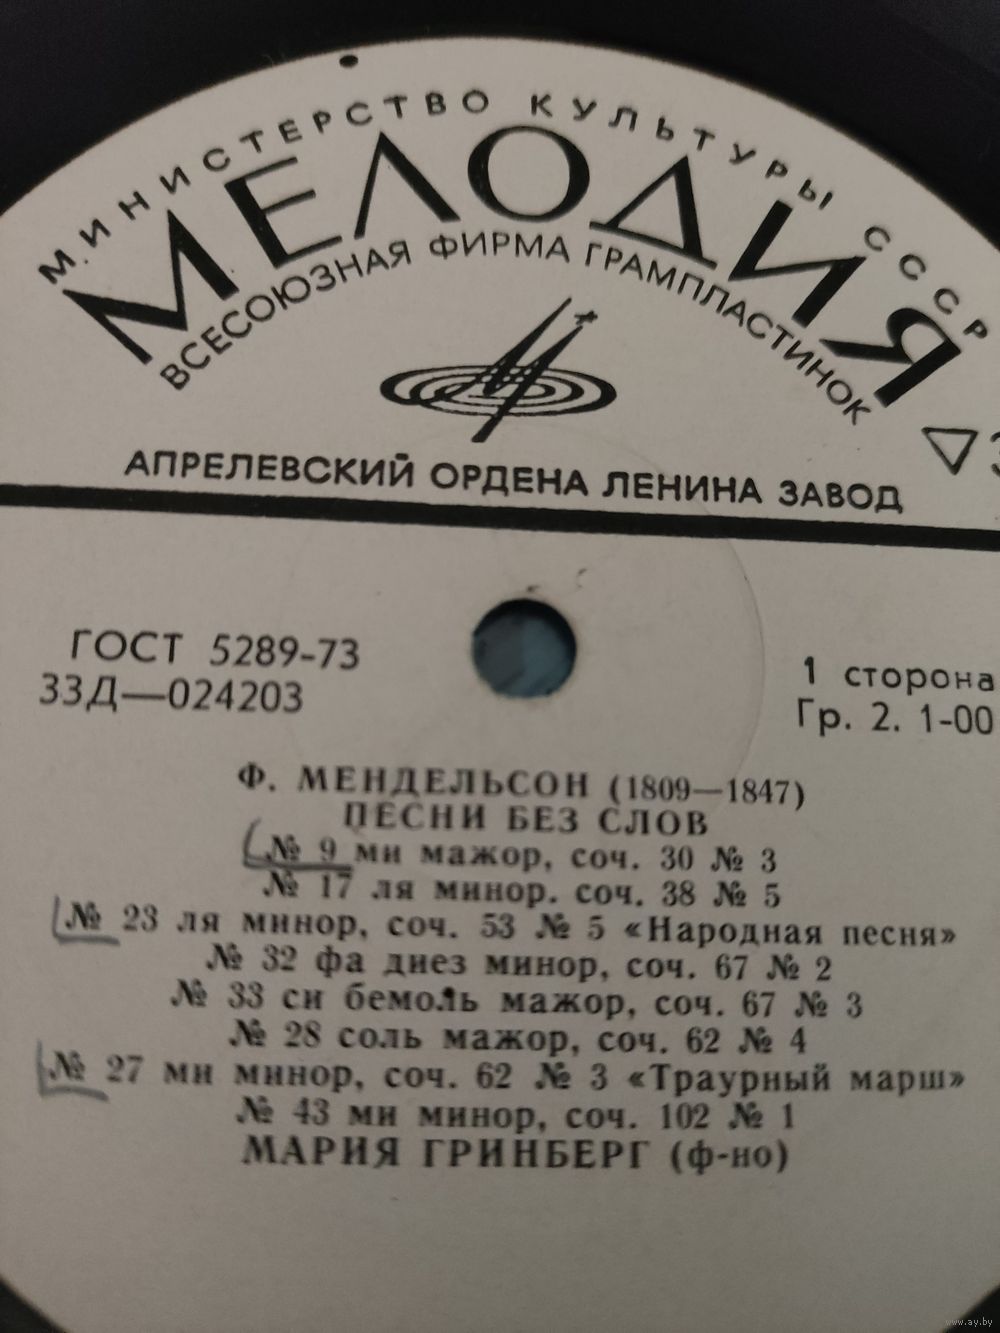 МИНИСТЕРСТВО КУЛЬТУРЫ СССР
МЕЛОДИЯ
ВСЕСОЮЗНАЯ ФИРМА ГРАМПЛАСТИНОК
АПРЕЛЕВСКИЙ ОРДЕНА ЛЕНИНА ЗАВОД
ГОСТ 5289-73
33Д—024203
1 сторона
Гр. 2. 1-00
Ф. МЕНДЕЛЬСОН (1809—1847)
ПЕСНИ БЕЗ СЛОВ
№ 9 ми мажор, соч. 30 № 3
№ 17 ля минор. соч. 38 № 5
№ 23 ля минор, соч. 53 № 5 «Народная песня»
№ 32 фа диез минор, соч. 67 № 2
№ 33 си бемоль мажор, соч. 67 № 3
№ 28 соль мажор, соч. 62 № 4
№ 27 ми минор, соч. 62 № 3 «Траурный марш»
№ 43 ми минор, соч. 102 № 1
МАРИЯ ГРИНБЕРГ (ф-но)
www.ay.by